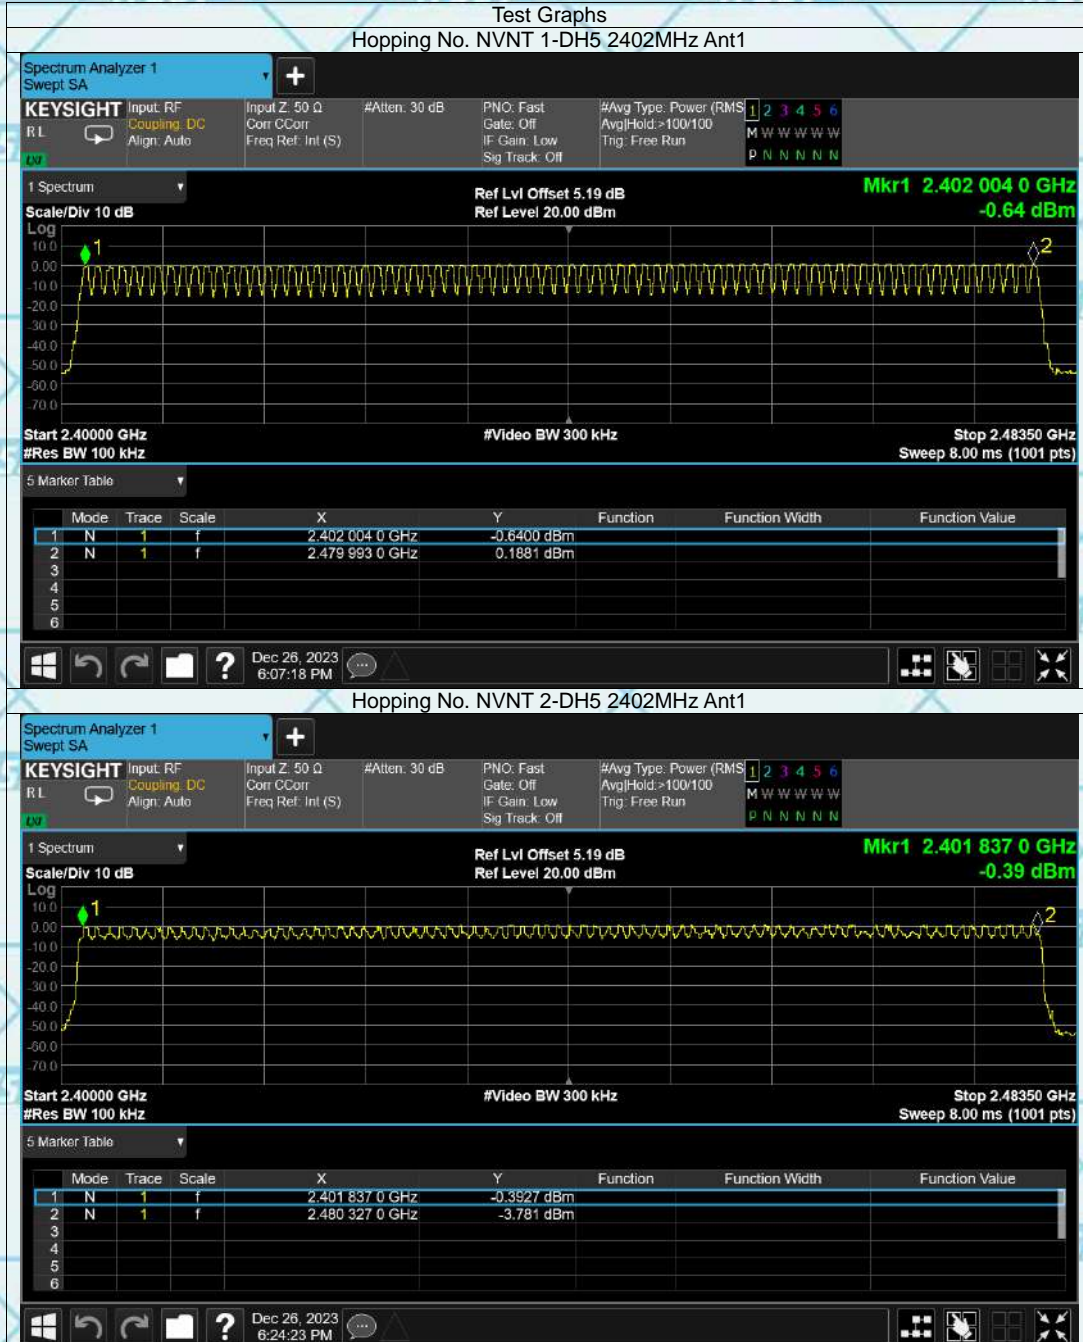 Test Graphs
Hopping No. NVNT 1-DH5 2402MHz Ant1
Spectrum Analyzer 1
Swept SA
+
KEYSIGHT Input: RF Input Z: 50 Ω #Atten: 30 dB PNO: Fast #Avg Type: Power (RMS 1 2 3 4 5 6
RL Coupling: DC Corr CCorr Gate: Off Avg|Hold:>100/100 M W W W W W
Align: Auto Freq Ref: Int (S) IF Gain: Low Trig: Free Run
LXI Sig Track: Off P N N N N N
1 Spectrum Ref Lvl Offset 5.19 dB Mkr1 2.402 004 0 GHz
Scale/Div 10 dB Ref Level 20.00 dBm -0.64 dBm
Log
10.0 1 2
0.00
-10.0
-20.0
-30.0
-40.0
-50.0
-60.0
-70.0
Start 2.40000 GHz #Video BW 300 kHz Stop 2.48350 GHz
#Res BW 100 kHz Sweep 8.00 ms (1001 pts)
5 Marker Table
Mode Trace Scale X Y Function Function Width Function Value
1 N 1 f 2.402 004 0 GHz -0.6400 dBm
2 N 1 f 2.479 993 0 GHz 0.1881 dBm
3
4
5
6
? Dec 26, 2023
6:07:18 PM
Hopping No. NVNT 2-DH5 2402MHz Ant1
Spectrum Analyzer 1
Swept SA
+
KEYSIGHT Input: RF Input Z: 50 Ω #Atten: 30 dB PNO: Fast #Avg Type: Power (RMS 1 2 3 4 5 6
RL Coupling: DC Corr CCorr Gate: Off Avg|Hold:>100/100 M W W W W W
Align: Auto Freq Ref: Int (S) IF Gain: Low Trig: Free Run
LXI Sig Track: Off P N N N N N
1 Spectrum Ref Lvl Offset 5.19 dB Mkr1 2.401 837 0 GHz
Scale/Div 10 dB Ref Level 20.00 dBm -0.39 dBm
Log
10.0 1 2
0.00
-10.0
-20.0
-30.0
-40.0
-50.0
-60.0
-70.0
Start 2.40000 GHz #Video BW 300 kHz Stop 2.48350 GHz
#Res BW 100 kHz Sweep 8.00 ms (1001 pts)
5 Marker Table
Mode Trace Scale X Y Function Function Width Function Value
1 N 1 f 2.401 837 0 GHz -0.3927 dBm
2 N 1 f 2.480 327 0 GHz -3.781 dBm
3
4
5
6
? Dec 26, 2023
6:24:23 PM